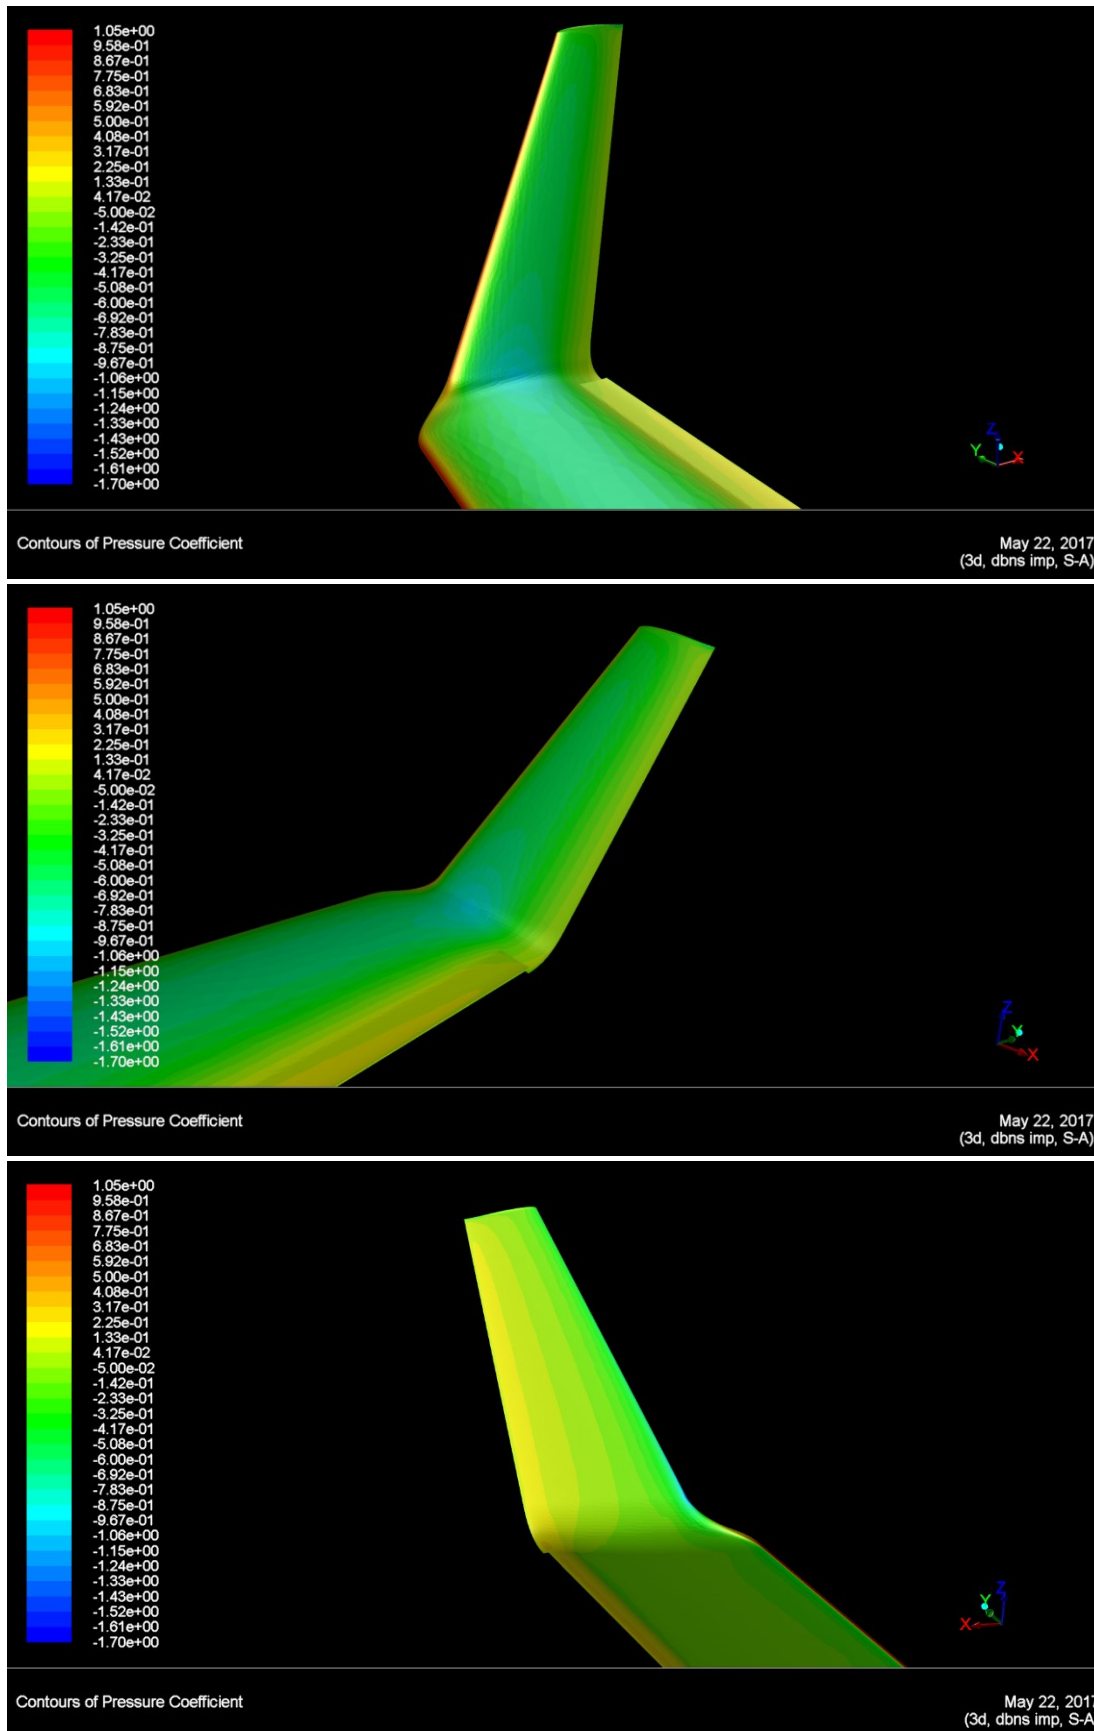 1.05e+00
9.58e-01
8.67e-01
7.75e-01
6.83e-01
5.92e-01
5.00e-01
4.08e-01
3.17e-01
2.25e-01
1.33e-01
4.17e-02
-5.00e-02
-1.42e-01
-2.33e-01
-3.25e-01
-4.17e-01
-5.08e-01
-6.00e-01
-6.92e-01
-7.83e-01
-8.75e-01
-9.67e-01
-1.06e+00
-1.15e+00
-1.24e+00
-1.33e+00
-1.43e+00
-1.52e+00
-1.61e+00
-1.70e+00
Z
Y X
Contours of Pressure Coefficient
May 22, 2017
(3d, dbns imp, S-A)
1.05e+00
9.58e-01
8.67e-01
7.75e-01
6.83e-01
5.92e-01
5.00e-01
4.08e-01
3.17e-01
2.25e-01
1.33e-01
4.17e-02
-5.00e-02
-1.42e-01
-2.33e-01
-3.25e-01
-4.17e-01
-5.08e-01
-6.00e-01
-6.92e-01
-7.83e-01
-8.75e-01
-9.67e-01
-1.06e+00
-1.15e+00
-1.24e+00
-1.33e+00
-1.43e+00
-1.52e+00
-1.61e+00
-1.70e+00
Z
Y
X
Contours of Pressure Coefficient
May 22, 2017
(3d, dbns imp, S-A)
1.05e+00
9.58e-01
8.67e-01
7.75e-01
6.83e-01
5.92e-01
5.00e-01
4.08e-01
3.17e-01
2.25e-01
1.33e-01
4.17e-02
-5.00e-02
-1.42e-01
-2.33e-01
-3.25e-01
-4.17e-01
-5.08e-01
-6.00e-01
-6.92e-01
-7.83e-01
-8.75e-01
-9.67e-01
-1.06e+00
-1.15e+00
-1.24e+00
-1.33e+00
-1.43e+00
-1.52e+00
-1.61e+00
-1.70e+00
Z
Y
X
Contours of Pressure Coefficient
May 22, 2017
(3d, dbns imp, S-A